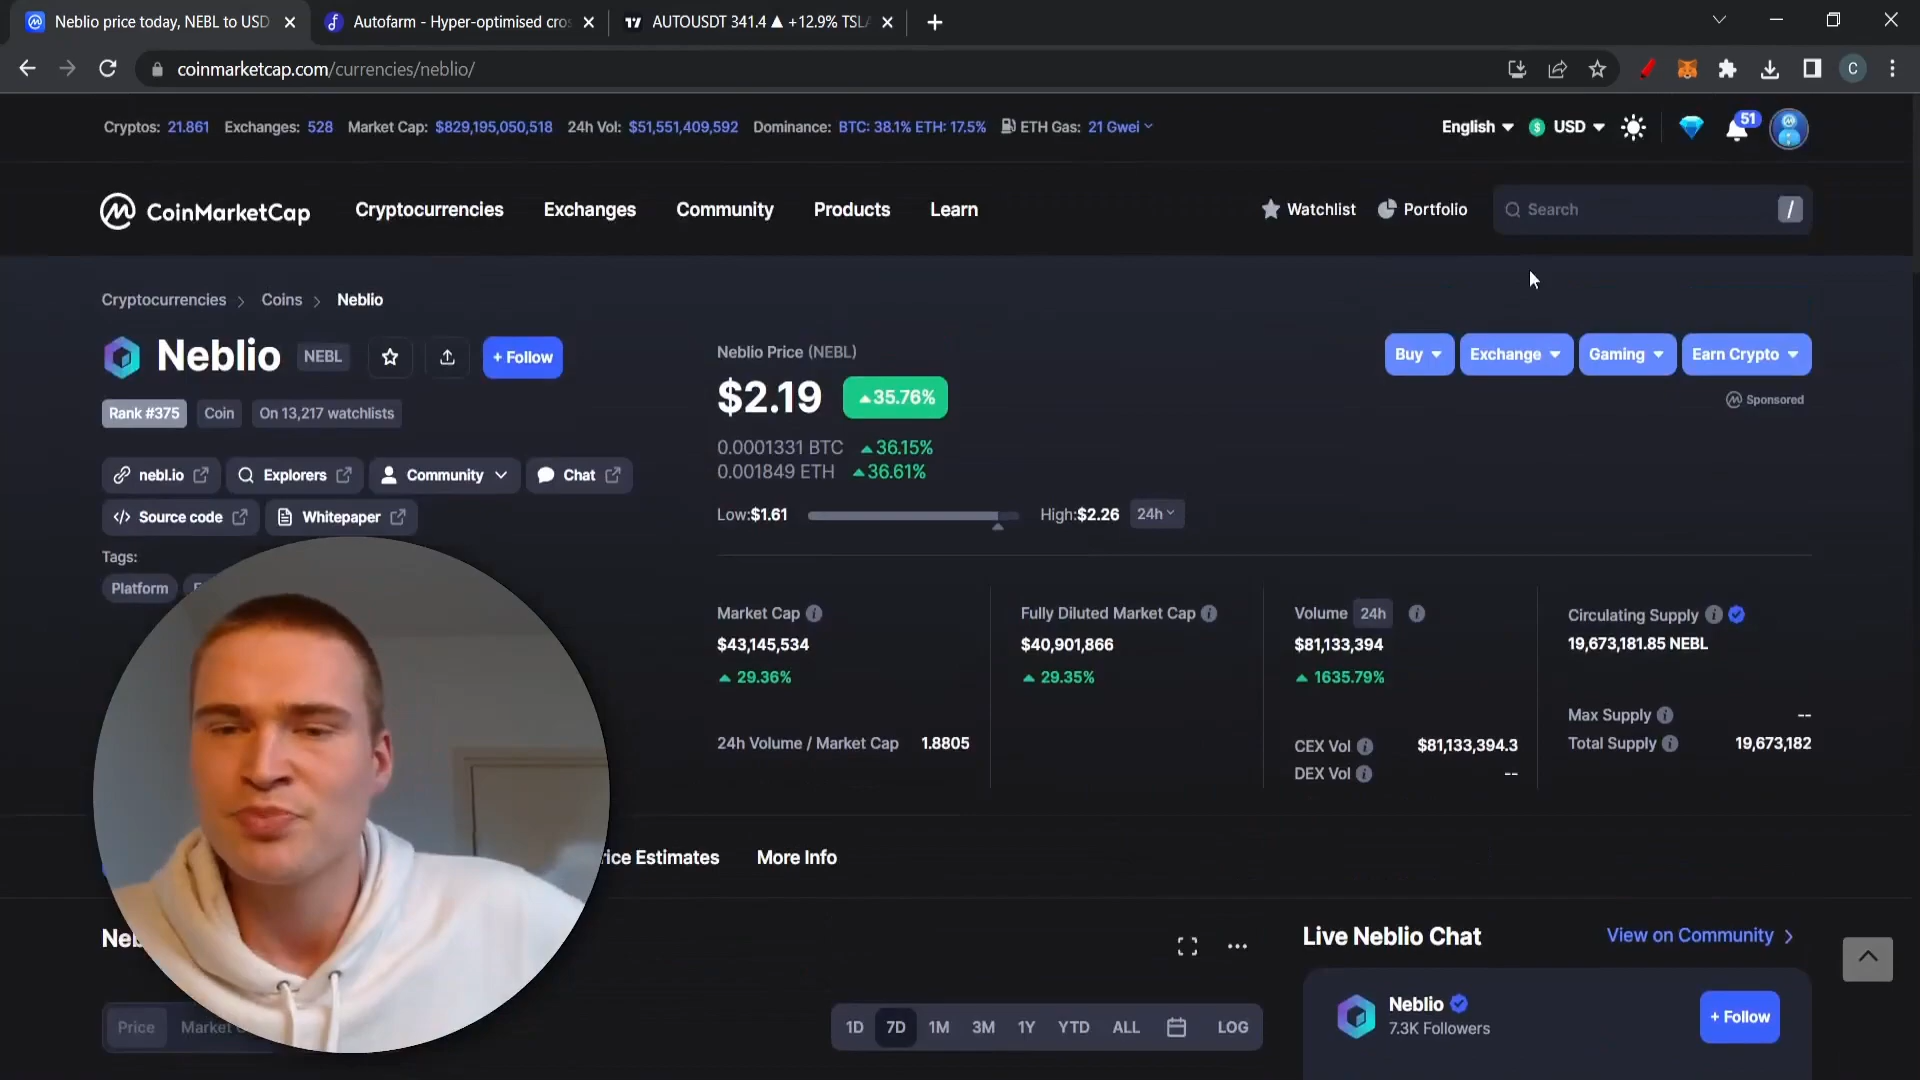 Neblio price today, NEBL to USD
Autofarm - Hyper-optimised cros
AUTOUSDT 341.4 ▲ +12.9% TSLA
coinmarketcap.com/currencies/neblio/
C
Cryptos: 21.861 Exchanges: 528 Market Cap: $829,195,050,518 24h Vol: $51,551,409,592 Dominance: BTC: 38.1% ETH: 17.5% ETH Gas: 21 Gwei
English USD 51
CoinMarketCap
Cryptocurrencies Exchanges Community Products Learn
Watchlist Portfolio Search /
Cryptocurrencies > Coins > Neblio
Neblio NEBL + Follow
Rank #375 Coin On 13,217 watchlists
nebl.io Explorers Community Chat
Source code Whitepaper
Tags:
Platform
Neblio Price (NEBL)
$2.19 35.76%
0.0001331 BTC 36.15%
0.001849 ETH 36.61%
Low:$1.61 High:$2.26 24h
Buy Exchange Gaming Earn Crypto
Sponsored
Market Cap
$43,145,534
29.36%
24h Volume / Market Cap 1.8805
Fully Diluted Market Cap
$40,901,866
29.35%
Volume 24h
$81,133,394
1635.79%
CEX Vol $81,133,394.3
DEX Vol --
Circulating Supply
19,673,181.85 NEBL
Max Supply --
Total Supply 19,673,182
rice Estimates More Info
Neb
Price Market
1D 7D 1M 3M 1Y YTD ALL LOG
Live Neblio Chat View on Community >
Neblio
7.3K Followers
+ Follow